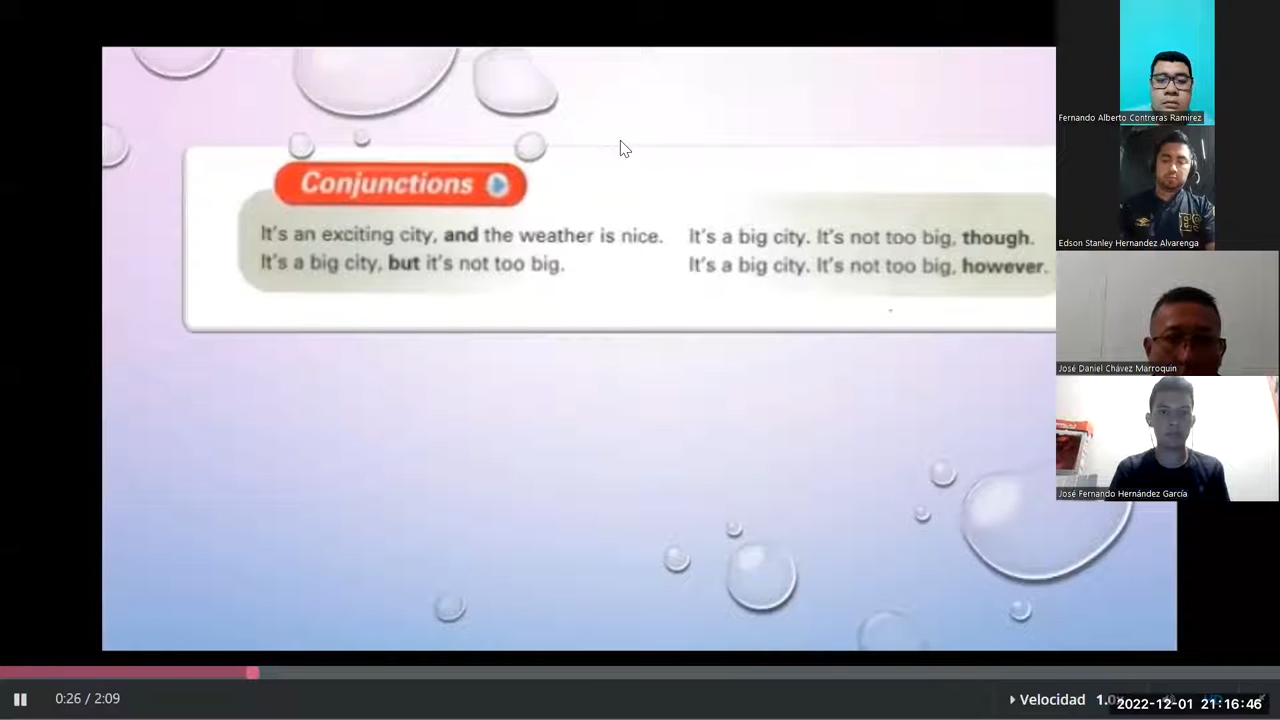 Conjunctions
It's an exciting city, and the weather is nice.
It's a big city, but it's not too big.
It's a big city. It's not too big, though.
It's a big city. It's not too big, however.
Fernando Alberto Contreras Ramirez
Edson Stanley Hernandez Alvarenga
José Daniel Chávez Marroquín
José Fernando Hernández García
0:26 / 2:09
Velocidad
2022-12-01 21:16:46